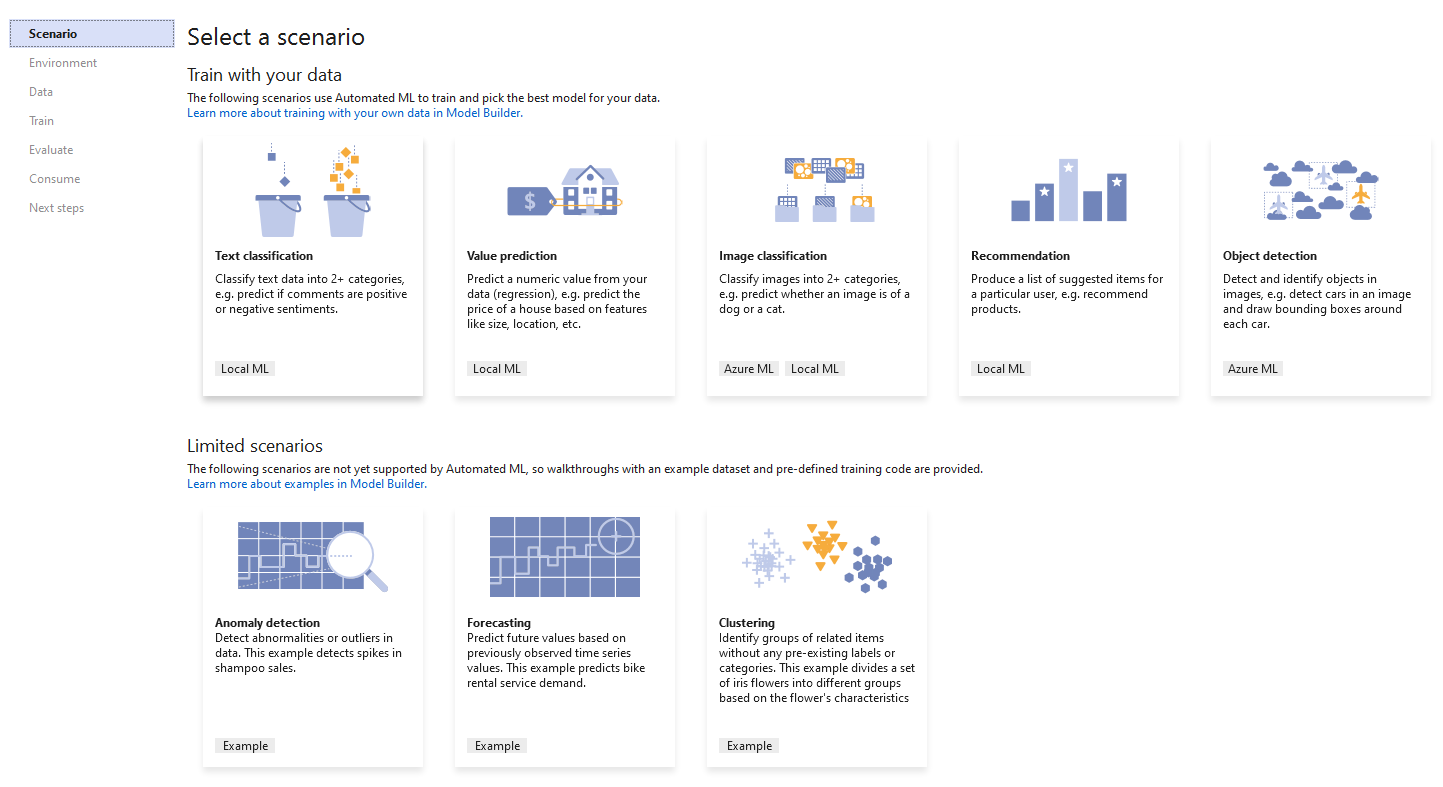 Scenario
Environment
Data
Train
Evaluate
Consume
Next steps
Select a scenario
Train with your data
The following scenarios use Automated ML to train and pick the best model for your data.
Learn more about training with your own data in Model Builder.
$
Text classification
Classify text data into 2+ categories,
e.g. predict if comments are positive
or negative sentiments.
Local ML
Value prediction
Predict a numeric value from your
data (regression), e.g. predict the
price of a house based on features
like size, location, etc.
Local ML
Image classification
Classify images into 2+ categories,
e.g. predict whether an image is of a
dog or a cat.
Azure ML Local ML
Recommendation
Produce a list of suggested items for
a particular user, e.g. recommend
products.
Local ML
Object detection
Detect and identify objects in
images, e.g. detect cars in an image
and draw bounding boxes around
each car.
Azure ML
Limited scenarios
The following scenarios are not yet supported by Automated ML, so walkthroughs with an example dataset and pre-defined training code are provided.
Learn more about examples in Model Builder.
Anomaly detection
Detect abnormalities or outliers in
data. This example detects spikes in
shampoo sales.
Example
Forecasting
Predict future values based on
previously observed time series
values. This example predicts bike
rental service demand.
Example
Clustering
Identify groups of related items
without any pre-existing labels or
categories. This example divides a set
of iris flowers into different groups
based on the flower's characteristics
Example